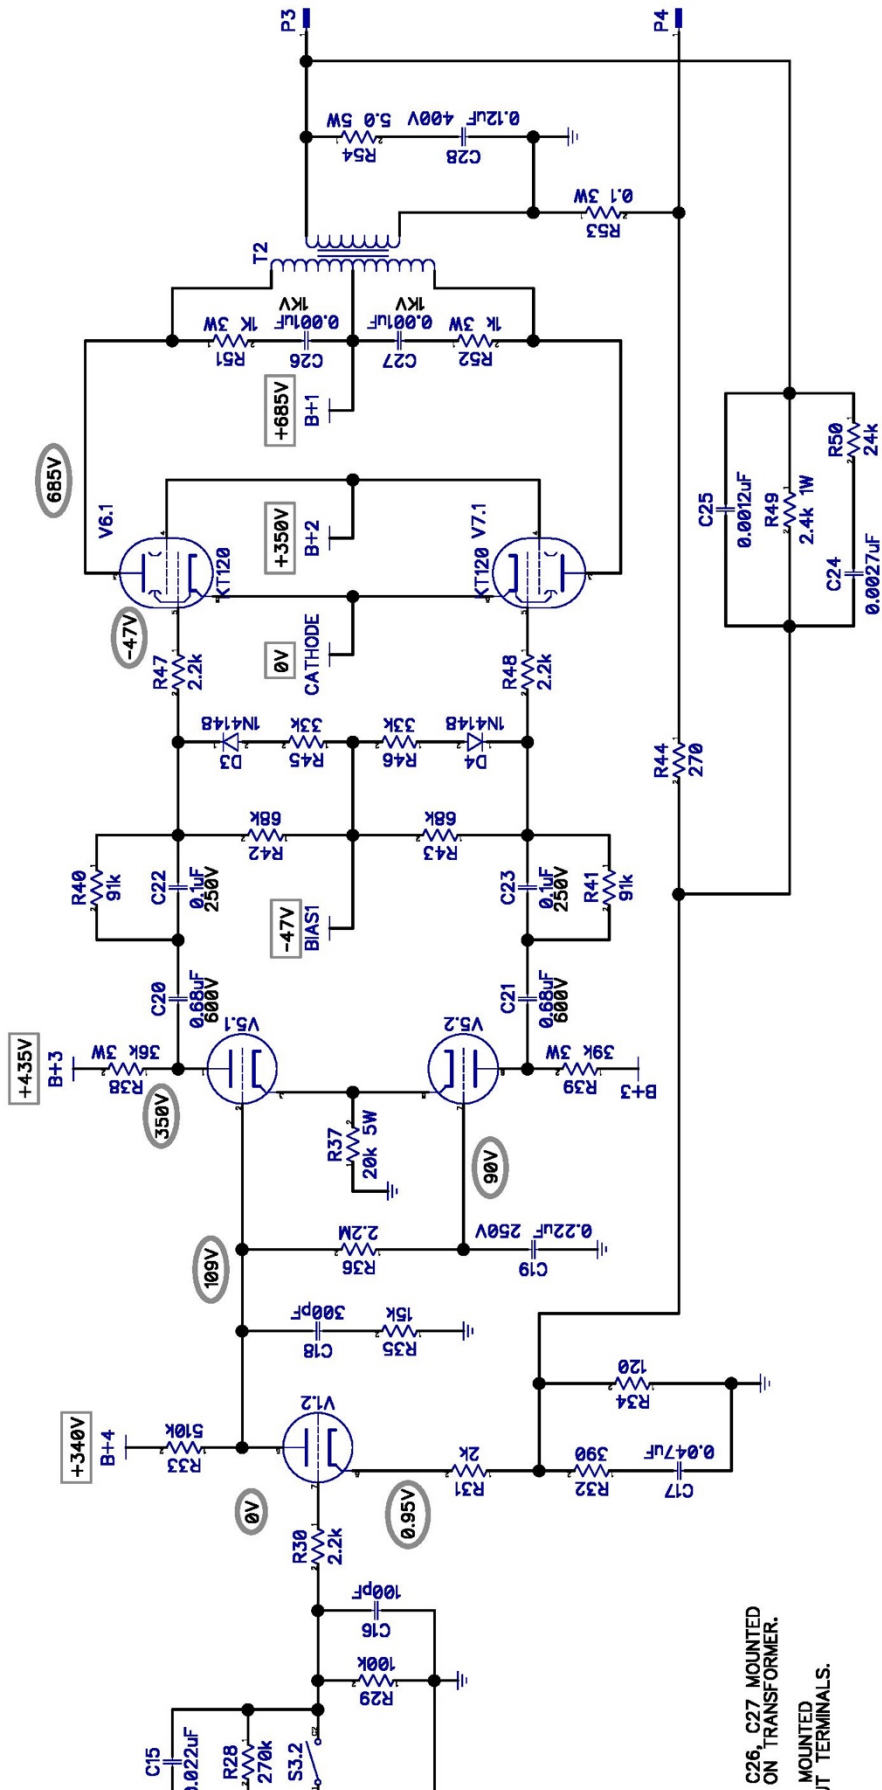 P3
P4
R54
5.0 5W
C28
0.12uF 400V
R53
0.1 3W
T2
R51
1K 3W
C26
0.001uF
1KV
C27
0.001uF
1KV
R52
1k 3W
+685V
B+1
685V
V6.1
KT120
+350V
B+2
V7.1
KT120
-47V
0V
CATHODE
R47
2.2k
R48
2.2k
D3
1N4148
R45
33k
R46
33k
D4
1N4148
R42
68k
R43
68k
-47V
BIAS1
R40
91k
C22
0.1uF
250V
C23
0.1uF
250V
R41
91k
C20
0.68uF
600V
C21
0.68uF
600V
+435V
B+3
R38
36k
3W
350V
V5.1
V5.2
R39
39k
3W
B+3
R37
20k 5W
90V
109V
R36
2.2M
C19
0.22uF 250V
C18
300pF
R35
15k
+340V
B+4
R33
510k
V1.2
0V
0.95V
R31
2k
R32
390
C17
0.047uF
R34
120
R44
270
C25
0.0012uF
R49
2.4k 1W
R50
24k
C24
0.0027uF
R30
2.2k
C16
100pF
R29
100k
C15
0.022uF
R28
270k
S3.2
C26, C27 MOUNTED
ON TRANSFORMER.
MOUNTED
UT TERMINALS.